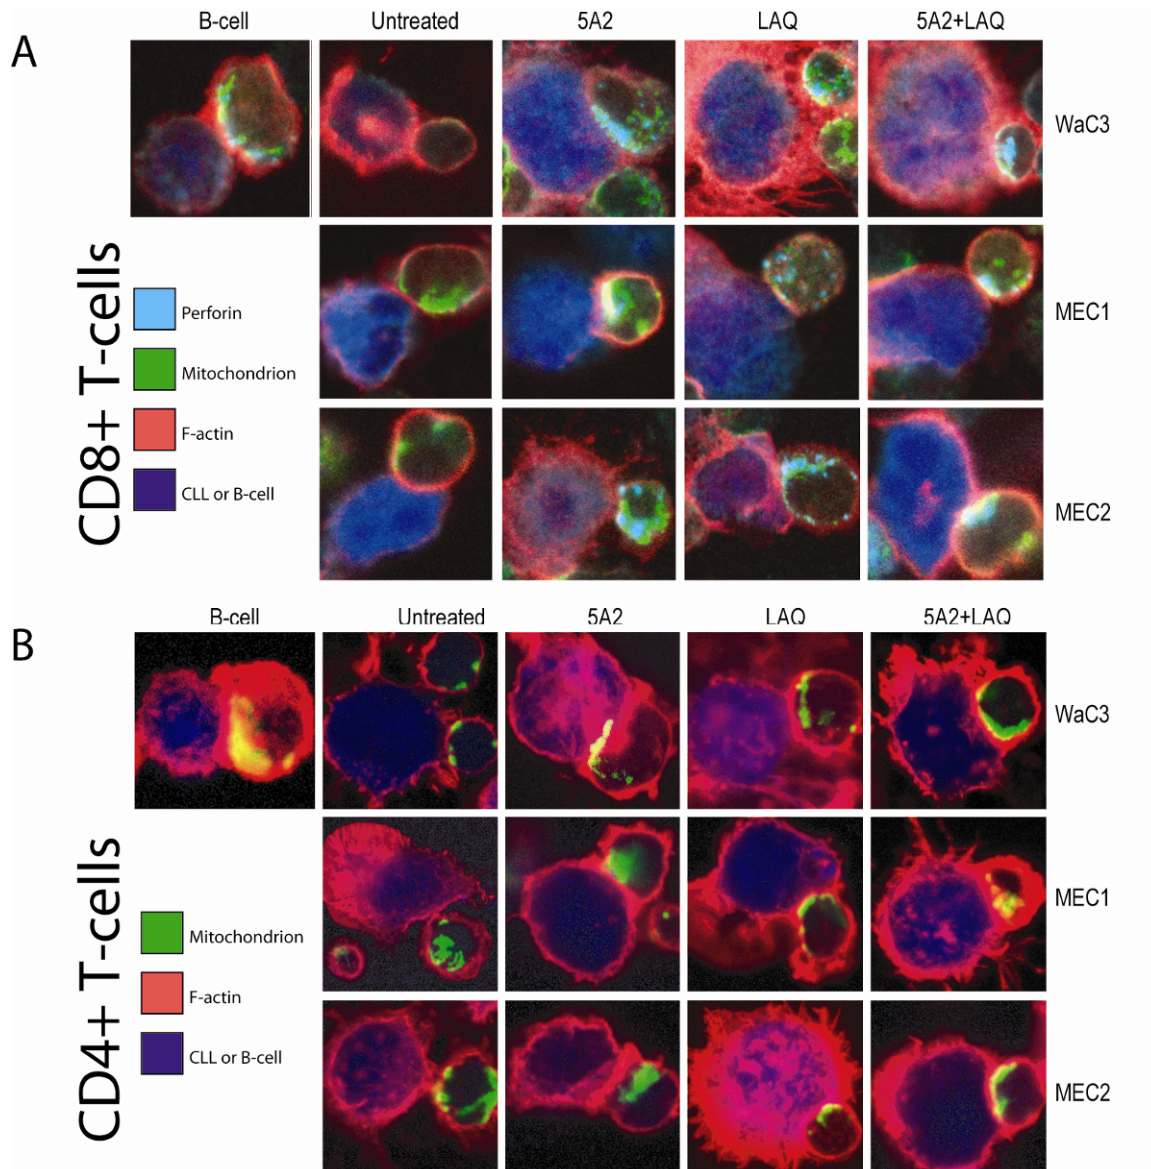 A
B-cell Untreated 5A2 LAQ 5A2+LAQ
WaC3
CD8+ T-cells
Perforin
MEC1
Mitochondrion
F-actin
CLL or B-cell
MEC2
B
B-cell Untreated 5A2 LAQ 5A2+LAQ
WaC3
CD4+ T-cells
MEC1
Mitochondrion
F-actin
CLL or B-cell
MEC2